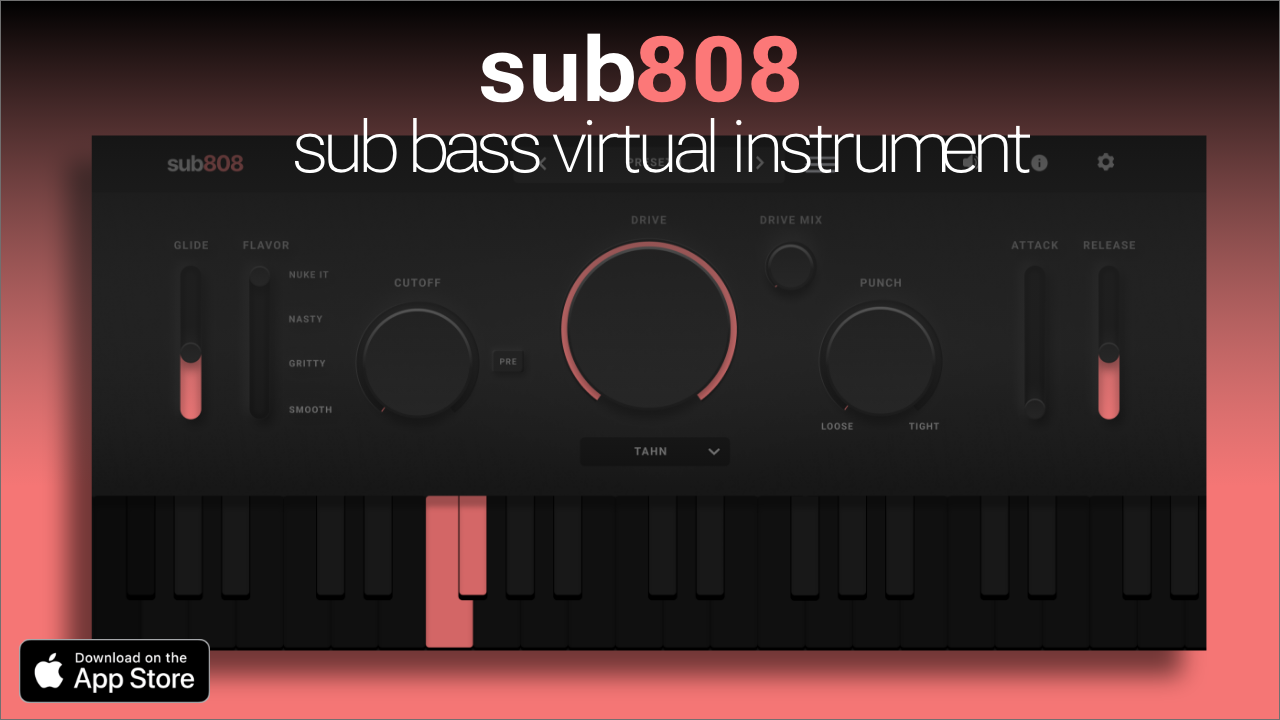 sub808
sub bass virtual instrument
sub808
PRESET
DRIVE
DRIVE MIX
GLIDE
FLAVOR
ATTACK
RELEASE
NUKE IT
CUTOFF
PUNCH
NASTY
PRE
GRITTY
SMOOTH
LOOSE
TIGHT
TAHN
Download on the
App Store